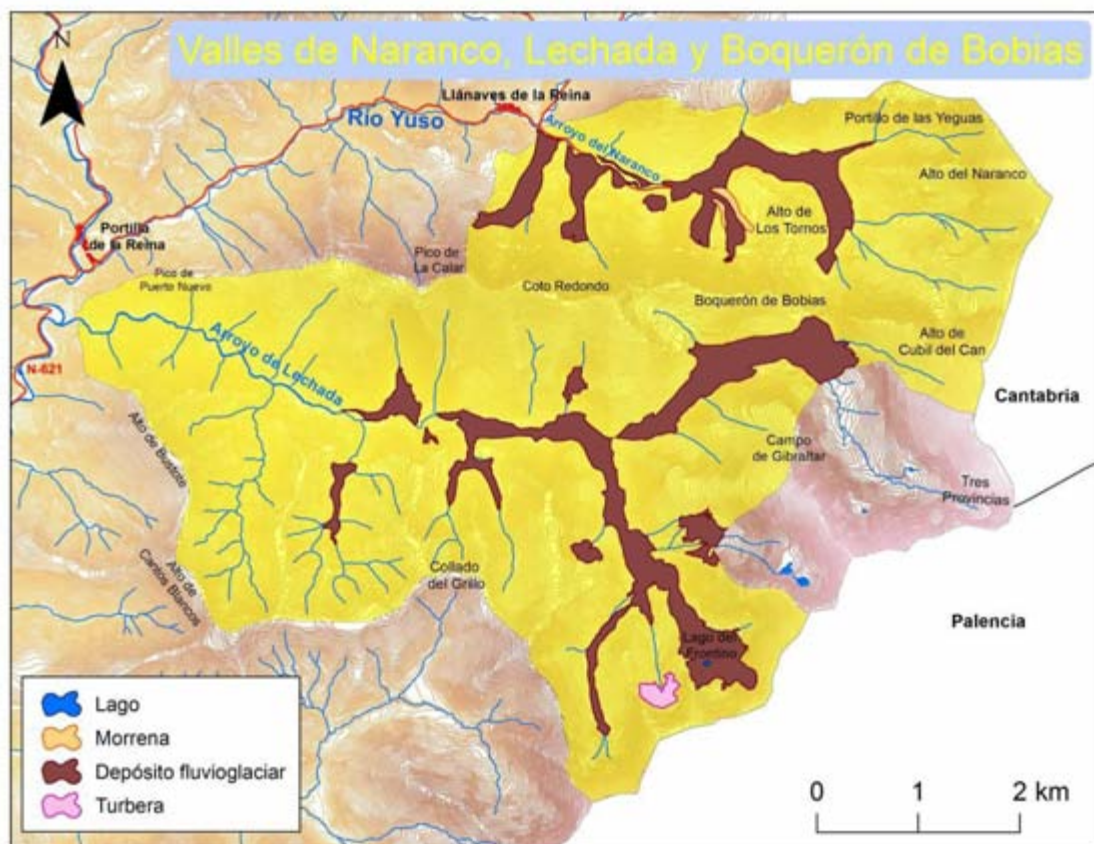 Valles de Naranco, Lechada y Boquerón de Bobias
N
Llánaves de la Reina
Río Yuso
Arroyo del Naranco
Portillo de las Yeguas
Alto del Naranco
Alto de
Los Tornos
Portilla
de la Reina
Pico de
La Calar
Pico de
Puerto Nuevo
Coto Redondo
Boquerón de Bobias
Alto de
Cubil del Can
Arroyo de Lechada
N-621
Cantabria
Alto de Bustote
Campo
de Gibraltar
Tres
Provincias
Alto de
Cantos Blancos
Collado
del Grillo
Palencia
Lago del
Frontino
Lago
Morrena
Depósito fluvioglaciar
Turbera
0 1 2 km